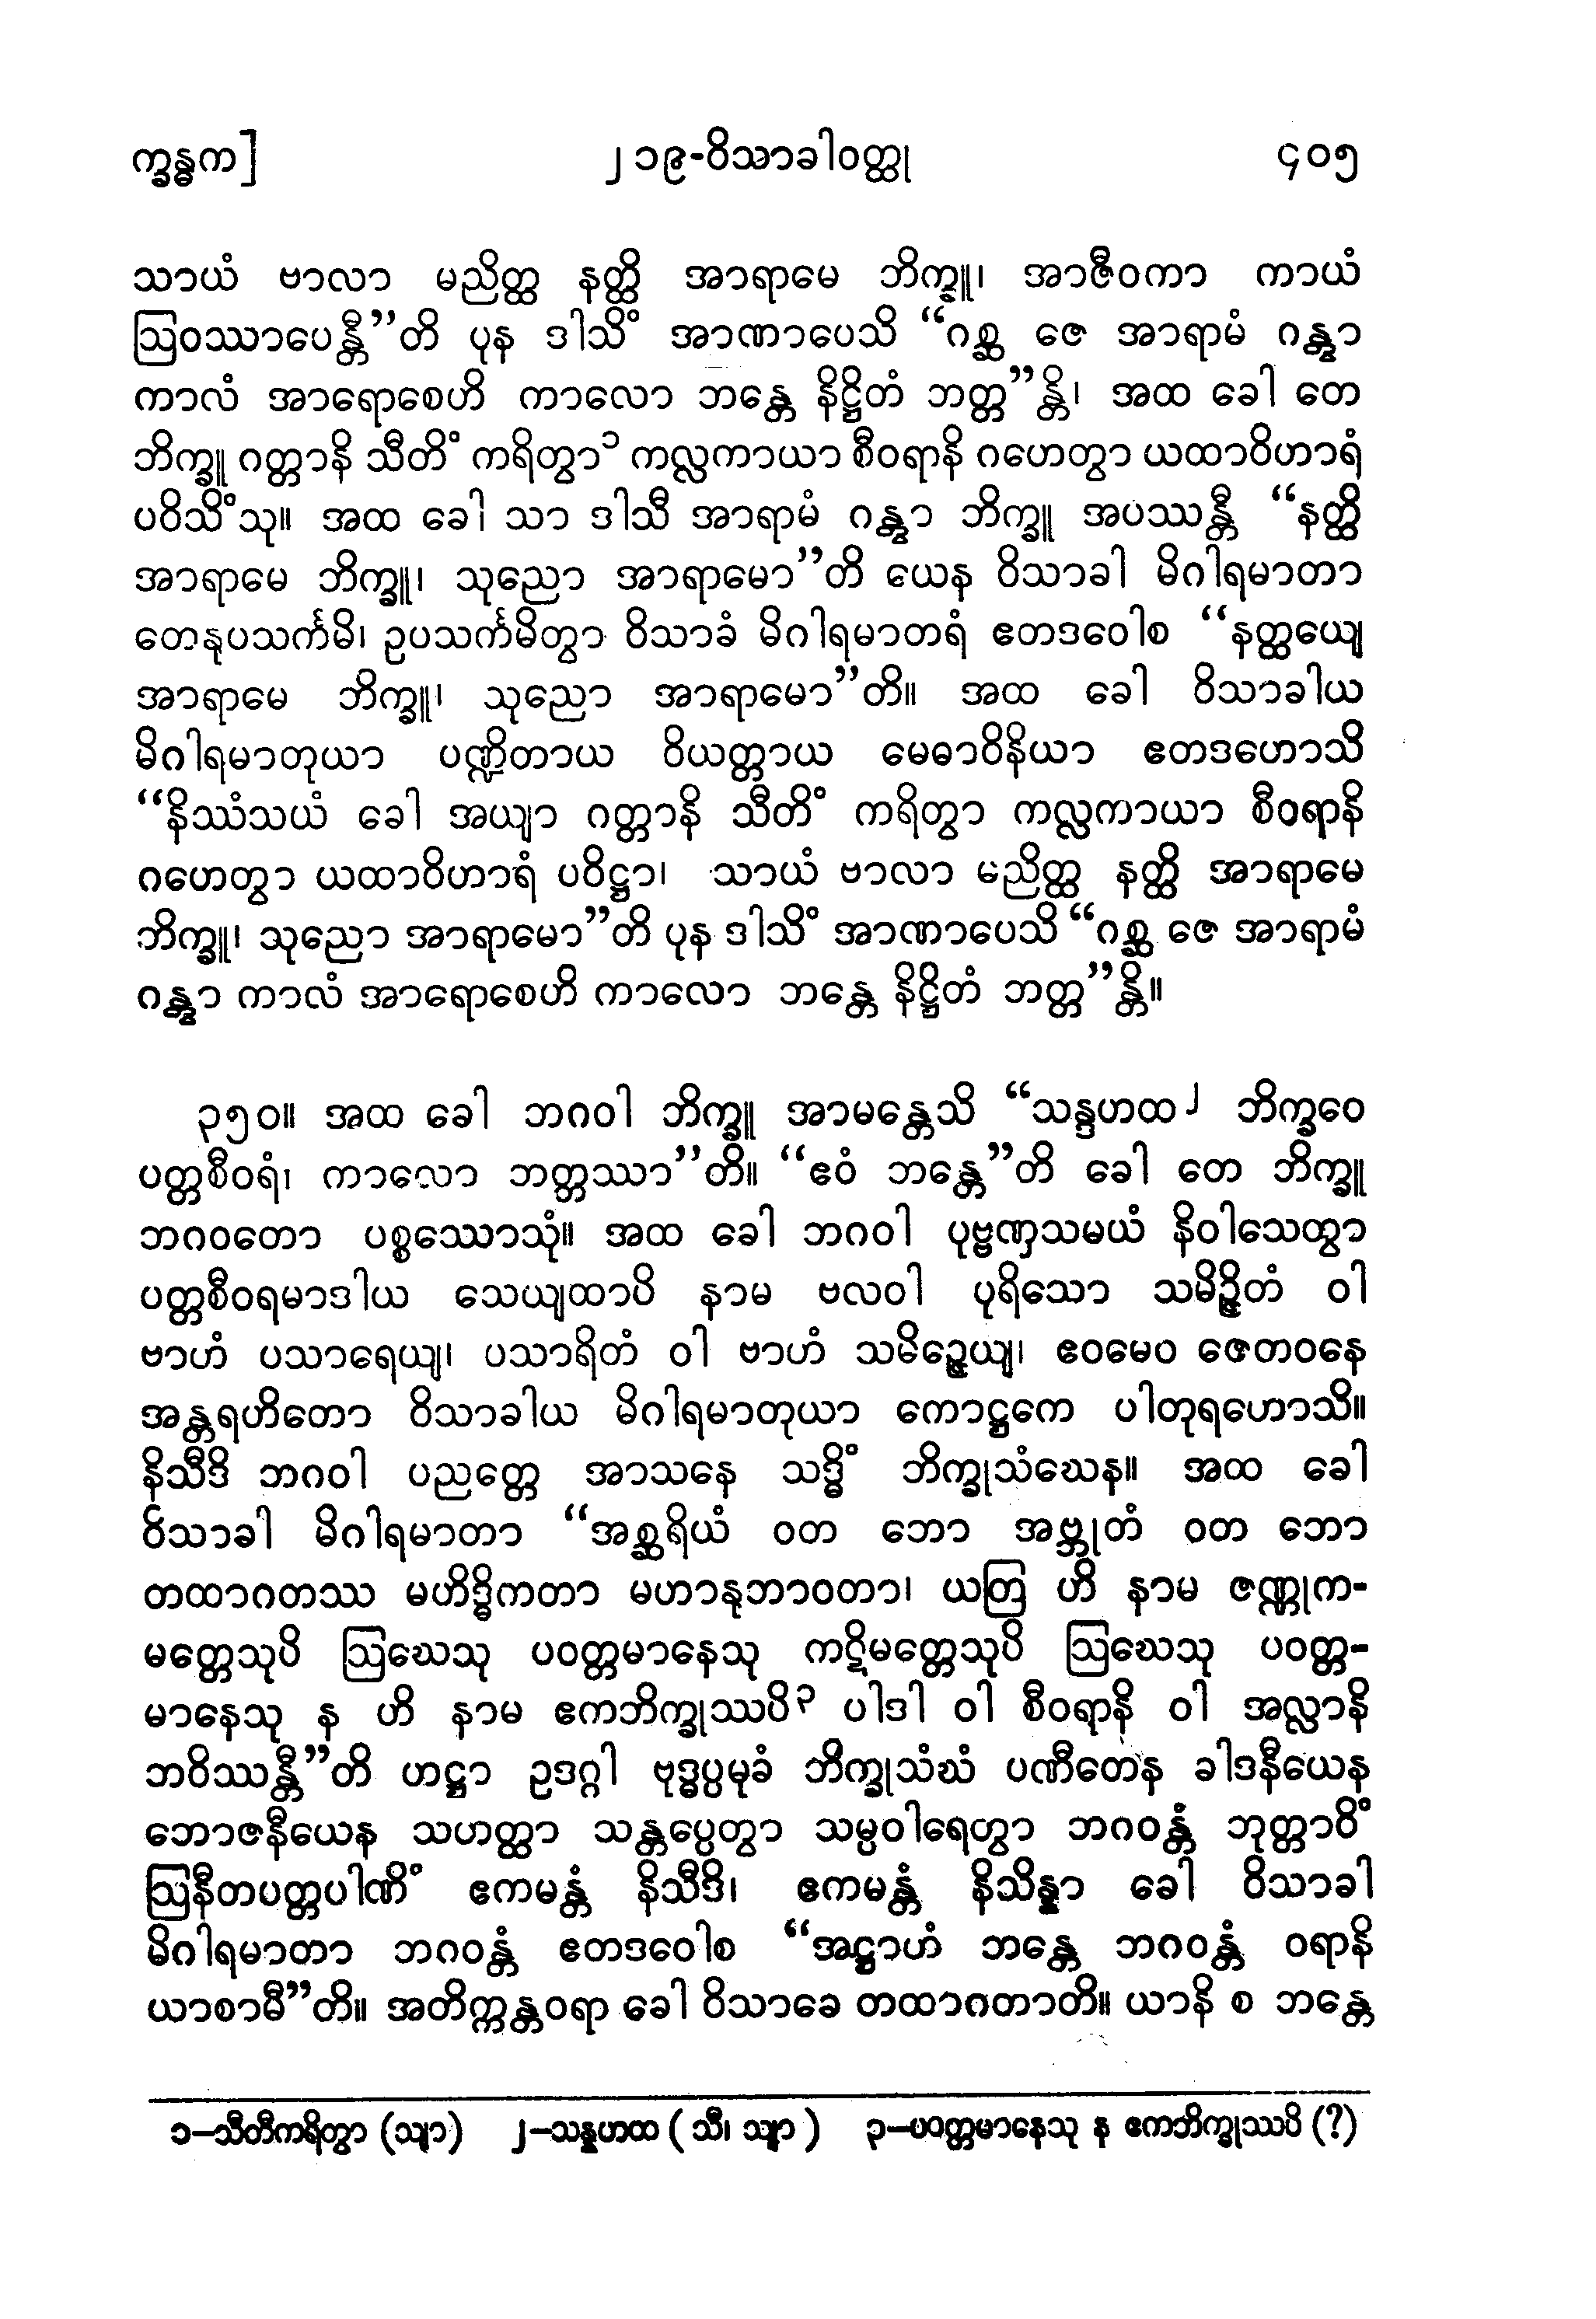 က္ခန္ဓက]
၂၁၉-ဝိသာခါဝတ္ထု
၄၀၅
သာယံ ဗာလာ မညိတ္ထ နတ္ထိ အာရာမေ ဘိက္ခူ၊ အာဇီဝကာ ကာယံ
ဩဝဿာပေန္တီ”တိ ပုန ဒါသိံ အာဏာပေသိ “ဂစ္ဆ ဇေ အာရာမံ ဂန္တွာ
ကာလံ အာရောစေဟိ ကာလော ဘန္တေ နိဋ္ဌိတံ ဘတ္တ”န္တိ၊ အထ ခေါ တေ
ဘိက္ခူ ဂတ္တာနိ သီတိံ ကရိတွာ၁ ကလ္လကာယာ စီဝရာနိ ဂဟေတွာ ယထာဝိဟာရံ
ပဝိသိံသု။ အထ ခေါ သာ ဒါသီ အာရာမံ ဂန္တွာ ဘိက္ခူ အပဿန္တီ “နတ္ထိ
အာရာမေ ဘိက္ခူ၊ သုညော အာရာမော”တိ ယေန ဝိသာခါ မိဂါရမာတာ
တေနုပသင်္ကမိ၊ ဥပသင်္ကမိတွာ ဝိသာခံ မိဂါရမာတရံ ဧတဒဝေါစ “နတ္ထယျေ
အာရာမေ ဘိက္ခူ၊ သုညော အာရာမော”တိ။ အထ ခေါ ဝိသာခါယ
မိဂါရမာတုယာ ပဏ္ဍိတာယ ဝိယတ္တာယ မေဓာဝိနိယာ ဧတဒဟောသိ
“နိဿံသယံ ခေါ အယျာ ဂတ္တာနိ သီတိံ ကရိတွာ ကလ္လကာယာ စီဝရာနိ
ဂဟေတွာ ယထာဝိဟာရံ ပဝိဋ္ဌာ၊ သာယံ ဗာလာ မညိတ္ထ နတ္ထိ အာရာမေ
ဘိက္ခူ၊ သုညော အာရာမော”တိ ပုန ဒါသိံ အာဏာပေသိ “ဂစ္ဆ ဇေ အာရာမံ
ဂန္တွာ ကာလံ အာရောစေဟိ ကာလော ဘန္တေ နိဋ္ဌိတံ ဘတ္တ”န္တိ။
၃၅၀။ အထ ခေါ ဘဂဝါ ဘိက္ခူ အာမန္တေသိ “သန္ဒဟထ၂ ဘိက္ခဝေ
ပတ္တစီဝရံ၊ ကာလော ဘတ္တဿာ”တိ။ “ဧဝံ ဘန္တေ”တိ ခေါ တေ ဘိက္ခူ
ဘဂဝတော ပစ္စဿောသုံ။ အထ ခေါ ဘဂဝါ ပုဗ္ဗဏှသမယံ နိဝါသေတွာ
ပတ္တစီဝရမာဒါယ သေယျထာပိ နာမ ဗလဝါ ပုရိသော သမိဉ္ဇိတံ ဝါ
ဗာဟံ ပသာရေယျ၊ ပသာရိတံ ဝါ ဗာဟံ သမိဉ္ဇေယျ၊ ဧဝမေဝ ဇေတဝနေ
အန္တရဟိတော ဝိသာခါယ မိဂါရမာတုယာ ကောဋ္ဌကေ ပါတုရဟောသိ။
နိသီဒိ ဘဂဝါ ပညတ္တေ အာသနေ သဒ္ဓိံ ဘိက္ခုသံဃေန။ အထ ခေါ
ဝိသာခါ မိဂါရမာတာ “အစ္ဆရိယံ ဝတ ဘော အဗ္ဘုတံ ဝတ ဘော
တထာဂတဿ မဟိဒ္ဓိကတာ မဟာနုဘာဝတာ၊ ယတြ ဟိ နာမ ဇဏ္ဏုက-
မတ္တေသုပိ ဩဃေသု ပဝတ္တမာနေသု ကဋိမတ္တေသုပိ ဩဃေသု ပဝတ္တ-
မာနေသု န ဟိ နာမ ဧကဘိက္ခုဿပိ၃ ပါဒါ ဝါ စီဝရာနိ ဝါ အလ္လာနိ
ဘဝိဿန္တီ”တိ ဟဋ္ဌာ ဥဒဂ္ဂါ ဗုဒ္ဓပ္ပမုခံ ဘိက္ခုသံဃံ ပဏီတေန ခါဒနီယေန
ဘောဇနီယေန သဟတ္ထာ သန္တပ္ပေတွာ သမ္ပဝါရေတွာ ဘဂဝန္တံ ဘုတ္တာဝိံ
ဩနီတပတ္တပါဏိံ ဧကမန္တံ နိသီဒိ၊ ဧကမန္တံ နိသိန္နာ ခေါ ဝိသာခါ
မိဂါရမာတာ ဘဂဝန္တံ ဧတဒဝေါစ “အဋ္ဌာဟံ ဘန္တေ ဘဂဝန္တံ ဝရာနိ
ယာစာမီ”တိ။ အတိက္ကန္တဝရာ ခေါ ဝိသာခေ တထာဂတာတိ။ ယာနိ စ ဘန္တေ
၁–သီတီကရိတွာ (သျာ) ၂–သန္နဟထ (သီ၊ သျာ) ၃–ပဝတ္တမာနေသု န ဧကဘိက္ခုဿပိ (?)